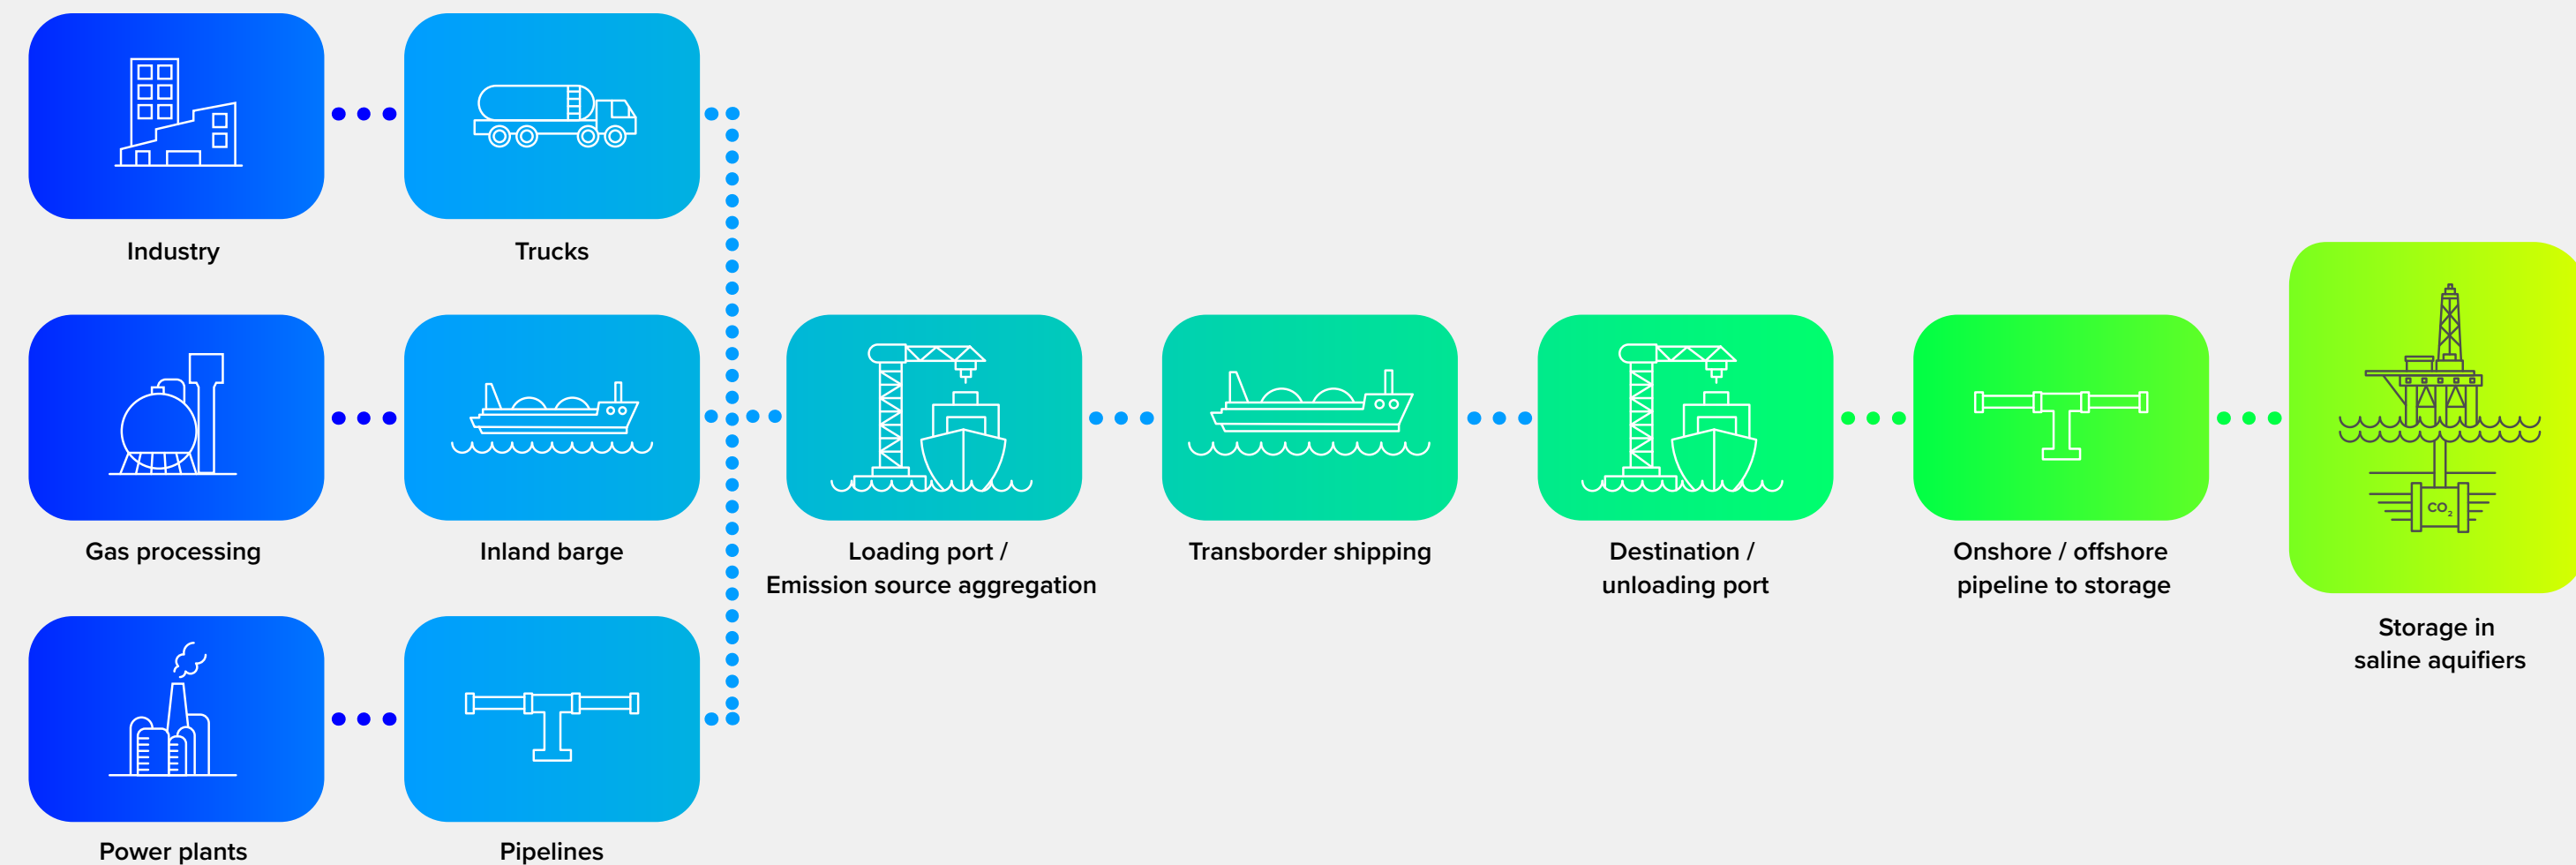 Industry
Trucks
Gas processing
Inland barge
Loading port /
Emission source aggregation
Transborder shipping
Destination /
unloading port
Onshore / offshore
pipeline to storage
CO₂
Storage in
saline aquifiers
Power plants
Pipelines